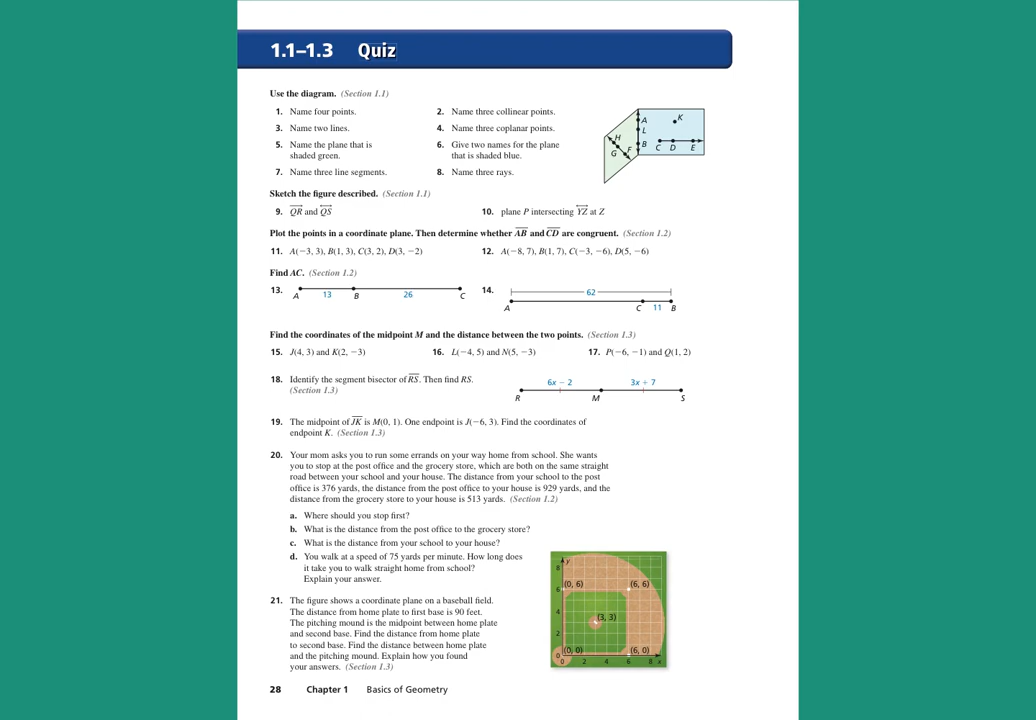 1.1–1.3 Quiz
Use the diagram. (Section 1.1)
1. Name four points.
2. Name three collinear points.
3. Name two lines.
4. Name three coplanar points.
5. Name the plane that is
shaded green.
6. Give two names for the plane
that is shaded blue.
7. Name three line segments.
8. Name three rays.
A
K
L
H
B
G
F
C D E
Sketch the figure described. (Section 1.1)
9. QR and QS
10. plane P intersecting YZ at Z
Plot the points in a coordinate plane. Then determine whether AB and CD are congruent. (Section 1.2)
11. A(−3, 3), B(1, 3), C(3, 2), D(3, −2)
12. A(−8, 7), B(1, 7), C(−3, −6), D(5, −6)
Find AC. (Section 1.2)
13. A 13 B 26 C
14. 62
A C 11 B
Find the coordinates of the midpoint M and the distance between the two points. (Section 1.3)
15. J(4, 3) and K(2, −3)
16. L(−4, 5) and N(5, −3)
17. P(−6, −1) and Q(1, 2)
18. Identify the segment bisector of RS. Then find RS.
(Section 1.3)
6x − 2 3x + 7
R M S
19. The midpoint of JK is M(0, 1). One endpoint is J(−6, 3). Find the coordinates of
endpoint K. (Section 1.3)
20. Your mom asks you to run some errands on your way home from school. She wants
you to stop at the post office and the grocery store, which are both on the same straight
road between your school and your house. The distance from your school to the post
office is 376 yards, the distance from the post office to your house is 929 yards, and the
distance from the grocery store to your house is 513 yards. (Section 1.2)
a. Where should you stop first?
b. What is the distance from the post office to the grocery store?
c. What is the distance from your school to your house?
d. You walk at a speed of 75 yards per minute. How long does
it take you to walk straight home from school?
Explain your answer.
21. The figure shows a coordinate plane on a baseball field.
The distance from home plate to first base is 90 feet.
The pitching mound is the midpoint between home plate
and second base. Find the distance from home plate
to second base. Find the distance between home plate
and the pitching mound. Explain how you found
your answers. (Section 1.3)
y
8
6
(0, 6) (6, 6)
4
(3, 3)
2
(0, 0) (6, 0)
0
0 2 4 6 8 x
28 Chapter 1 Basics of Geometry